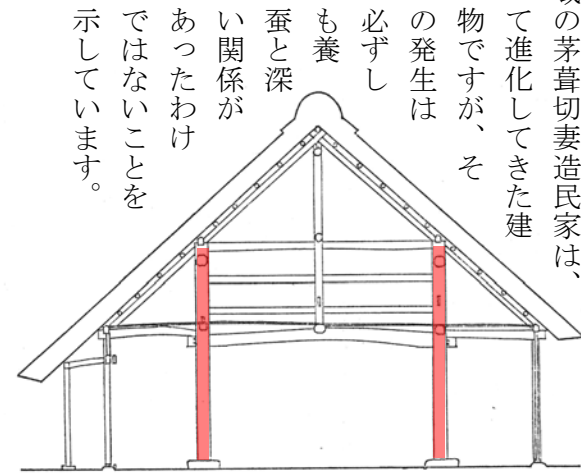 の茅葺切妻造民家は、
て進化してきた建
物ですが、そ
の発生は
必ずし
も養
蚕と深
い関係が
あったわけ
ではないことを
示しています。